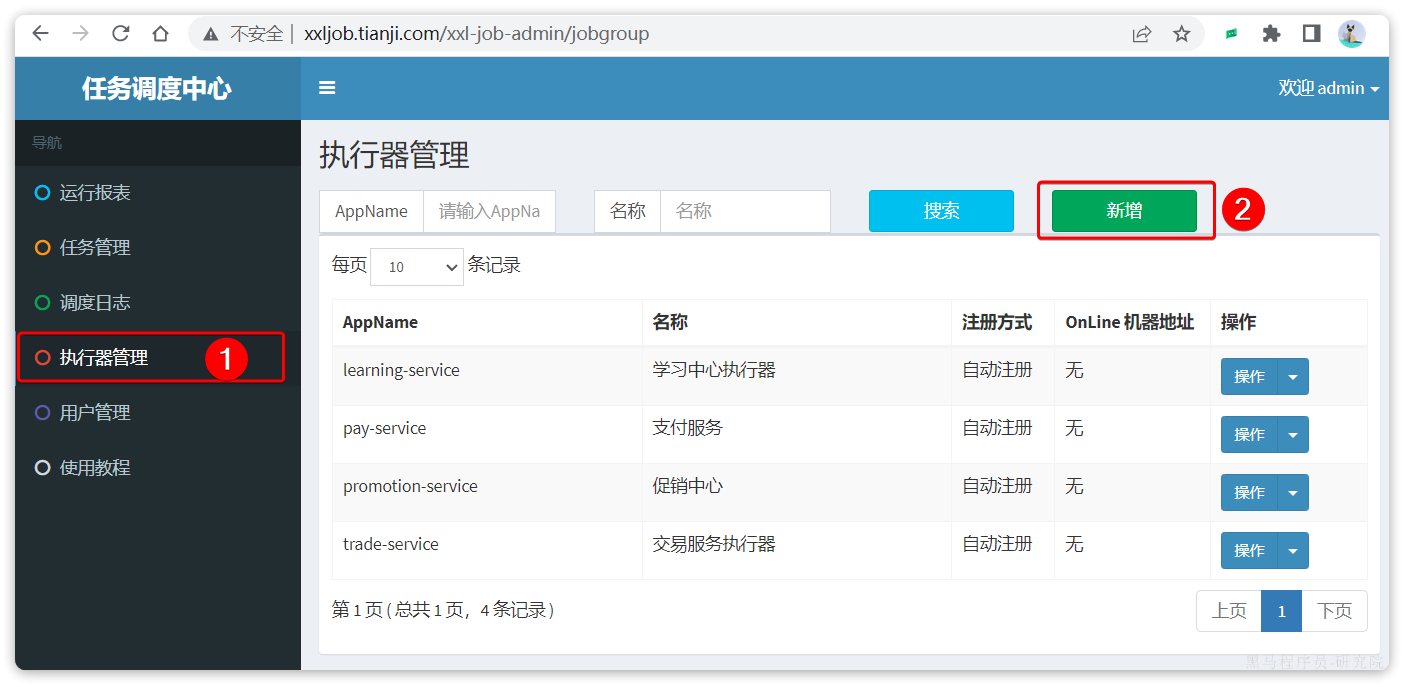 不安全 | xxljob.tianji.com/xxl-job-admin/jobgroup
任务调度中心
欢迎 admin
导航
运行报表
任务管理
调度日志
执行器管理 1
用户管理
使用教程
执行器管理
AppName 请输入AppNa 名称 名称 搜索 新增 2
每页 10 条记录
AppName 名称 注册方式 OnLine 机器地址 操作
learning-service 学习中心执行器 自动注册 无 操作
pay-service 支付服务 自动注册 无 操作
promotion-service 促销中心 自动注册 无 操作
trade-service 交易服务执行器 自动注册 无 操作
第 1 页 ( 总共 1 页，4 条记录 ) 上页 1 下页
黑马程序员-研究院